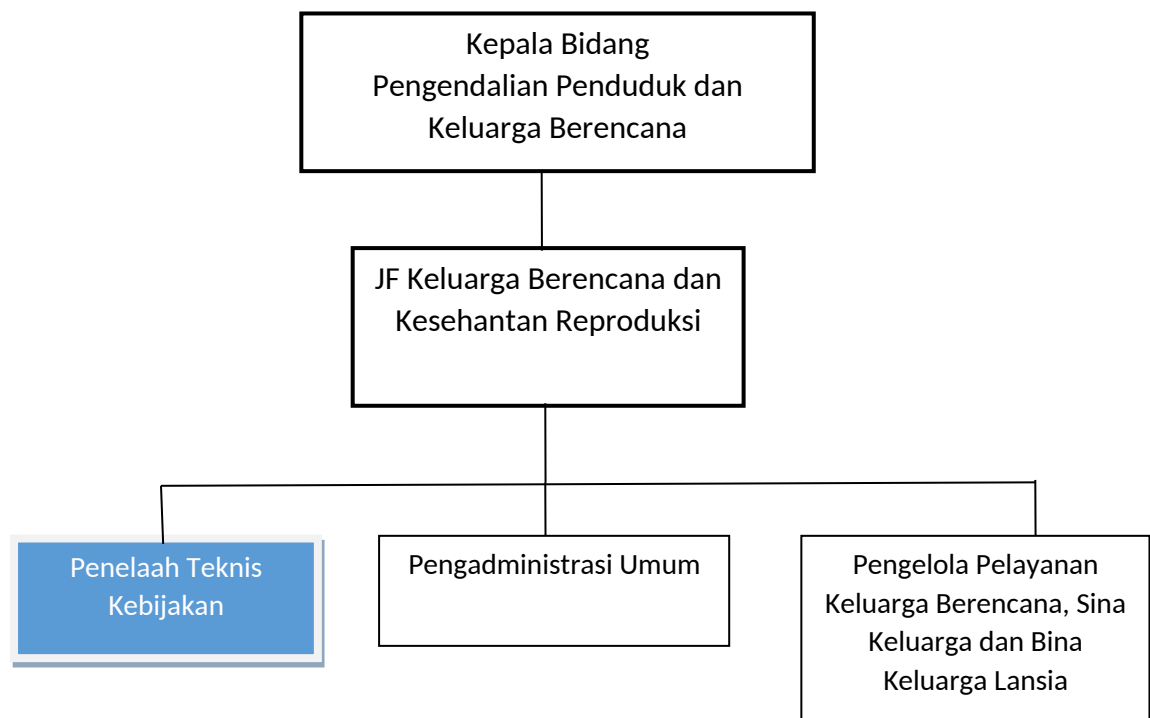 Kepala Bidang
Pengendalian Penduduk dan
Keluarga Berencana
JF Keluarga Berencana dan
Kesehantan Reproduksi
Penelaah Teknis
Kebijakan
Pengadministrasi Umum
Pengelola Pelayanan
Keluarga Berencana, Sina
Keluarga dan Bina
Keluarga Lansia